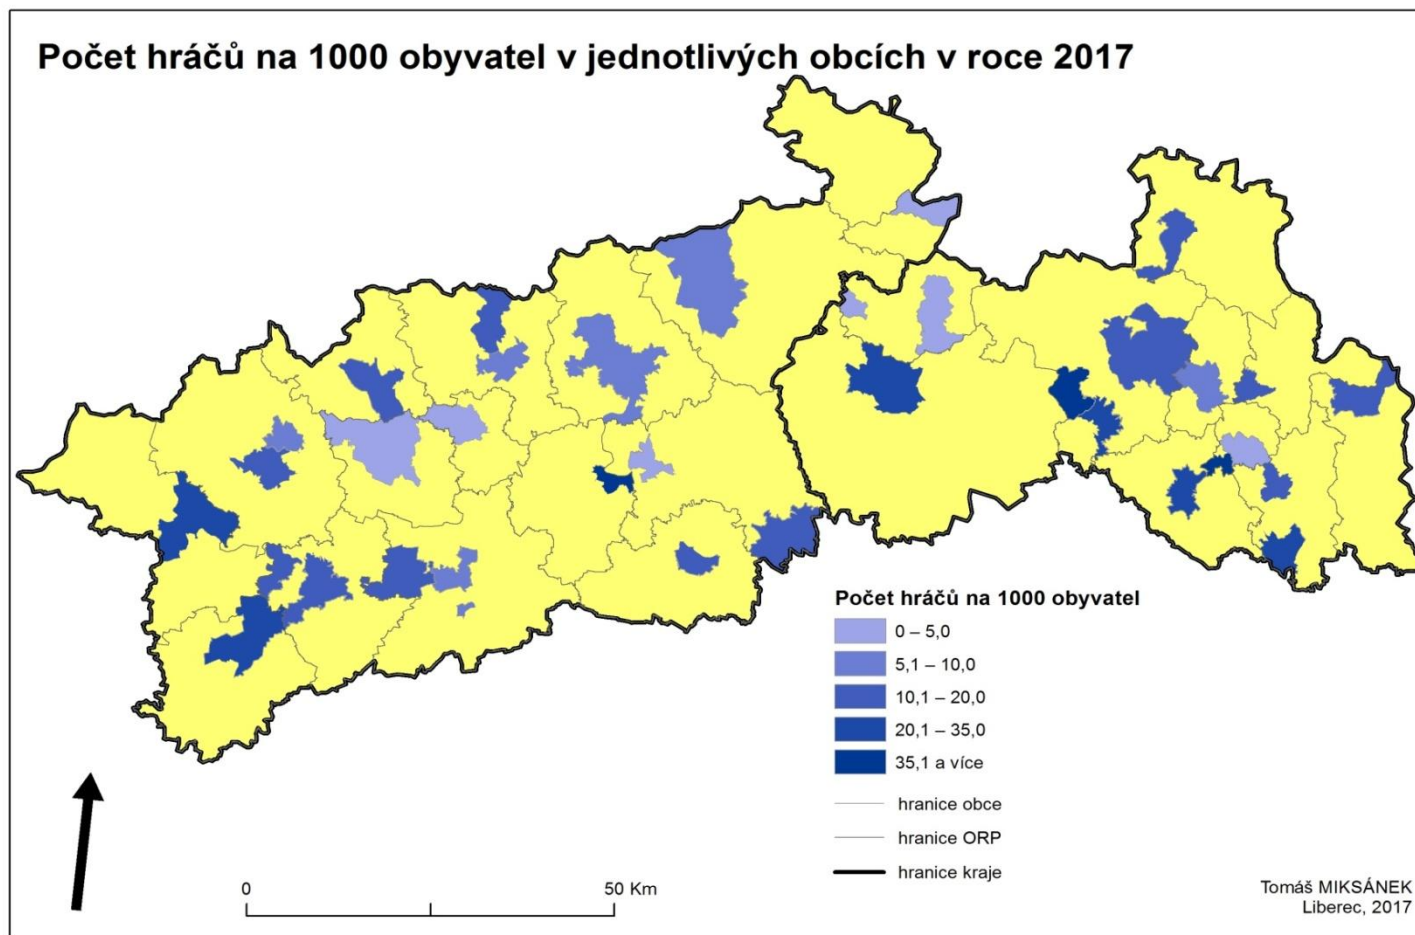 Počet hráčů na 1000 obyvatel v jednotlivých obcích v roce 2017
Počet hráčů na 1000 obyvatel
0 – 5,0
5,1 – 10,0
10,1 – 20,0
20,1 – 35,0
35,1 a více
hranice obce
hranice ORP
hranice kraje
0 50 Km
Tomáš MIKSÁNEK
Liberec, 2017